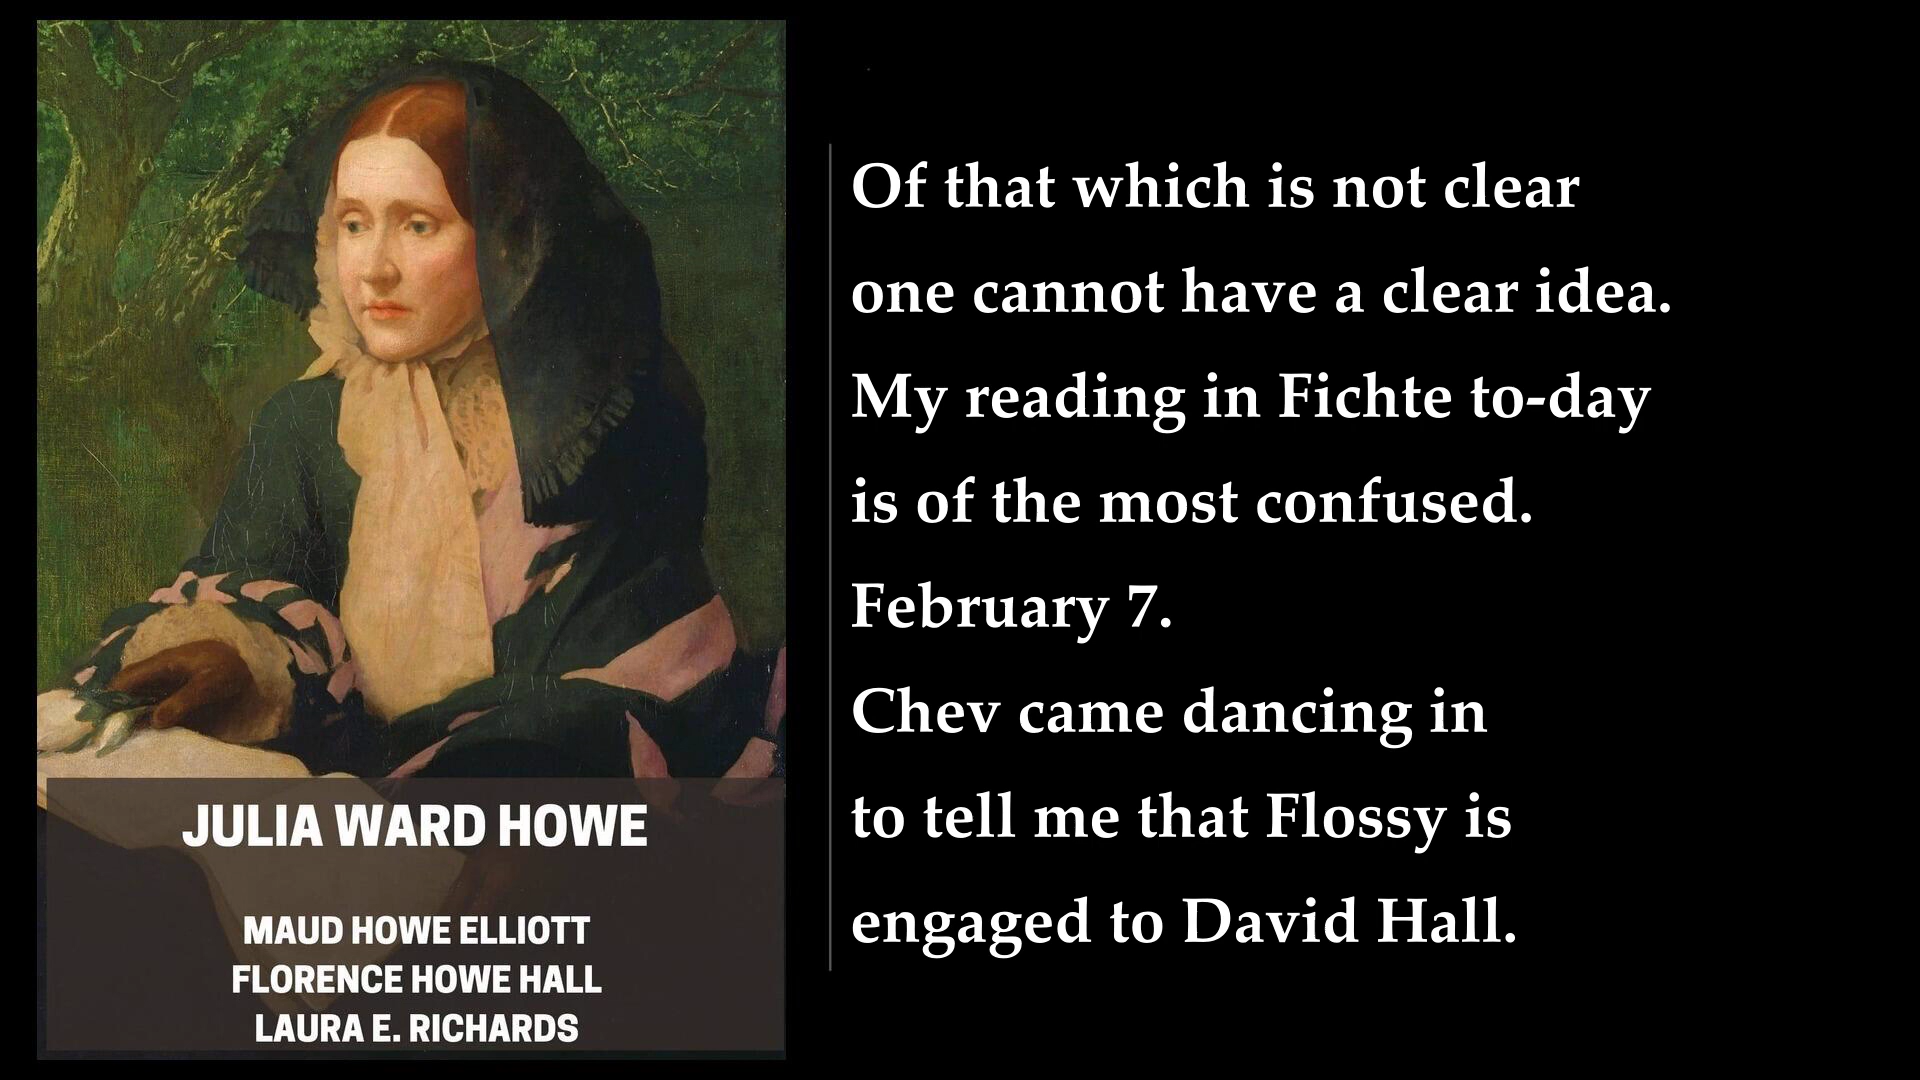 JULIA WARD HOWE
MAUD HOWE ELLIOTT
FLORENCE HOWE HALL
LAURA E. RICHARDS
Of that which is not clear
one cannot have a clear idea.
My reading in Fichte to-day
is of the most confused.
February 7.
Chev came dancing in
to tell me that Flossy is
engaged to David Hall.